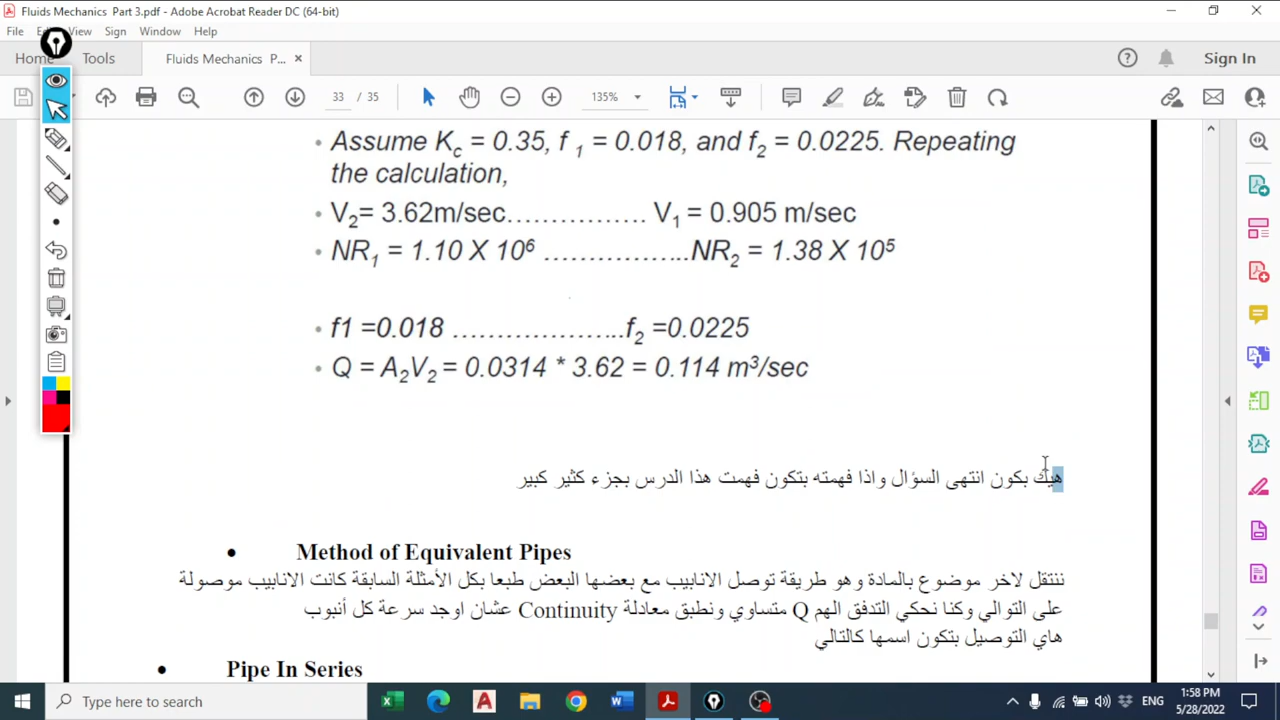 Fluids Mechanics Part 3.pdf - Adobe Acrobat Reader DC (64-bit)
File View Sign Window Help
Home Tools Fluids Mechanics P... × Sign In
33 / 35 135%
• Assume Kc = 0.35, f 1 = 0.018, and f2 = 0.0225. Repeating
the calculation,
• V2= 3.62m/sec................ V1 = 0.905 m/sec
• NR1 = 1.10 X 10⁶ ..................NR2 = 1.38 X 10⁵
• f1 =0.018 .....................f2 =0.0225
• Q = A2V2 = 0.0314 * 3.62 = 0.114 m³/sec
هيك بكون انتهى السؤال واذا فهمته بتكون فهمت هذا الدرس بجزء كثير كبير
• Method of Equivalent Pipes
ننتقل لاخر موضوع بالمادة وهو طريقة توصل الانابيب مع بعضها البعض طبعا بكل الأمثلة السابقة كانت الانابيب موصولة
على التوالي وكنا نحكي التدفق الهم Q متساوي ونطبق معادلة Continuity عشان اوجد سرعة كل أنبوب
هاي التوصيل بتكون اسمها كالتالي
• Pipe In Series
Type here to search
ENG
1:58 PM
5/28/2022